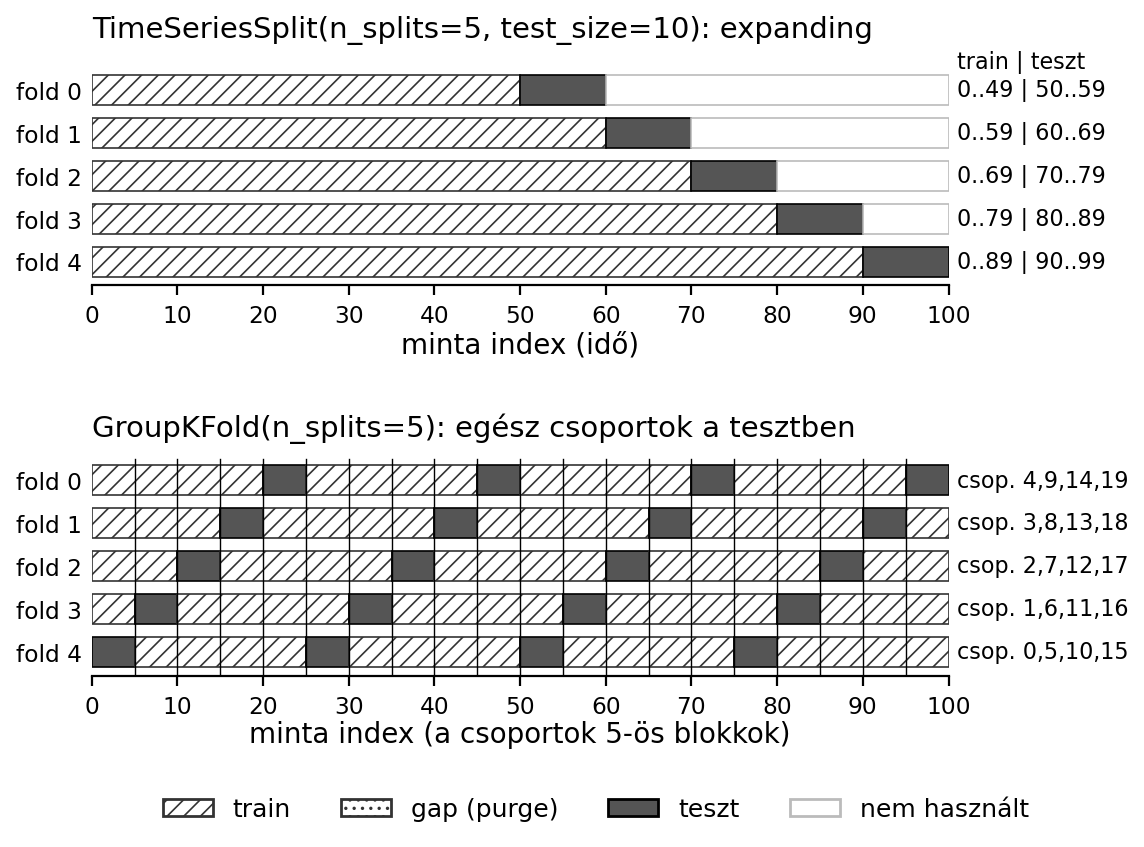 TimeSeriesSplit(n_splits=5, test_size=10): expanding
train | teszt
fold 0 0..49 | 50..59
fold 1 0..59 | 60..69
fold 2 0..69 | 70..79
fold 3 0..79 | 80..89
fold 4 0..89 | 90..99
0 10 20 30 40 50 60 70 80 90 100
minta index (idő)
GroupKFold(n_splits=5): egész csoportok a tesztben
fold 0 csop. 4,9,14,19
fold 1 csop. 3,8,13,18
fold 2 csop. 2,7,12,17
fold 3 csop. 1,6,11,16
fold 4 csop. 0,5,10,15
0 10 20 30 40 50 60 70 80 90 100
minta index (a csoportok 5-ös blokkok)
train gap (purge) teszt nem használt